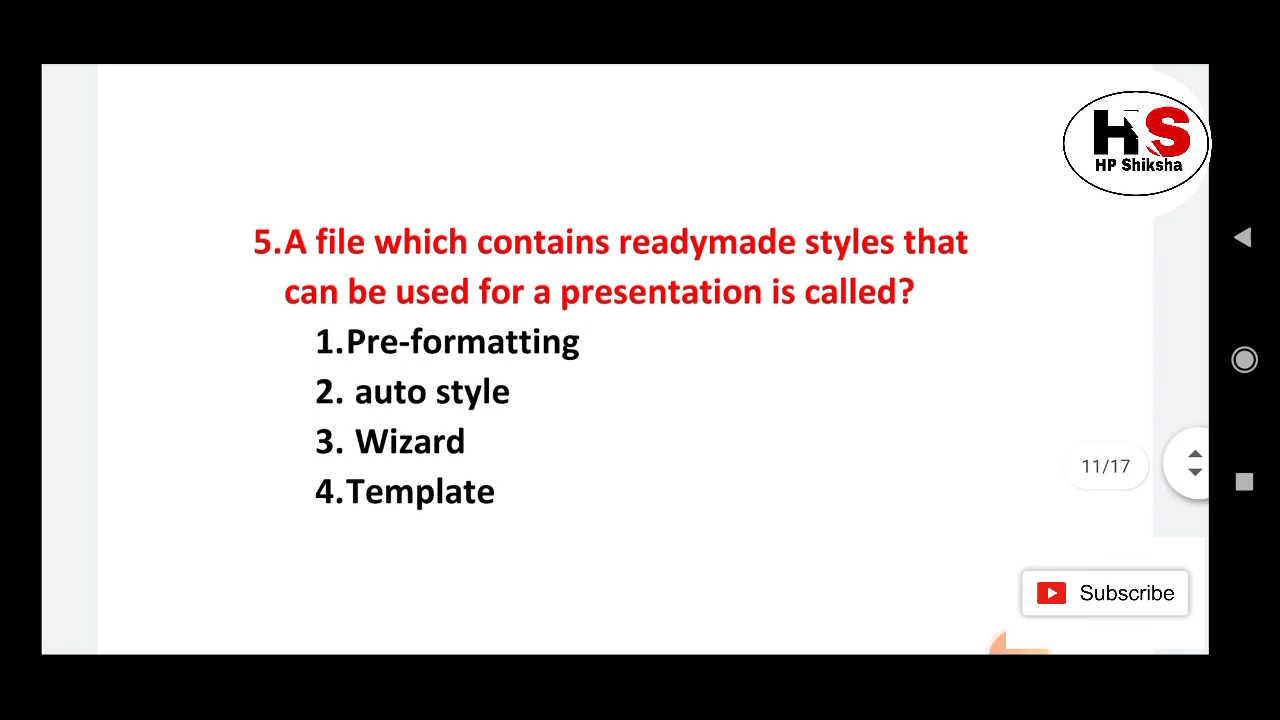 HS
HP Shiksha
5.A file which contains readymade styles that
can be used for a presentation is called?
1.Pre-formatting
2. auto style
3. Wizard
4.Template
11/17
Subscribe